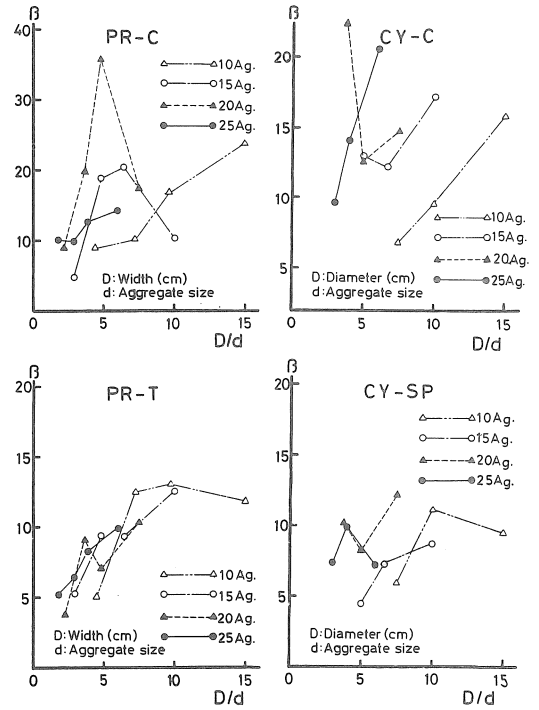 β
PR-C
40
30
20
10
10Ag.
15Ag.
20Ag.
25Ag.
D:Width (cm)
d:Aggregate size
0 5 10 15
D/d
β
CY-C
20
15
10
5
10Ag.
15Ag.
20Ag.
25Ag.
D:Diameter (cm)
d:Aggregate size
0 5 10 15
D/d
β
PR-T
20
15
10
5
10Ag.
15Ag.
20Ag.
25Ag.
D:Width (cm)
d:Aggregate size
0 5 10 15
D/d
β
CY-SP
20
15
10
5
10Ag.
15Ag.
20Ag.
25Ag.
D:Diameter (cm)
d:Aggregate size
0 5 10 15
D/d